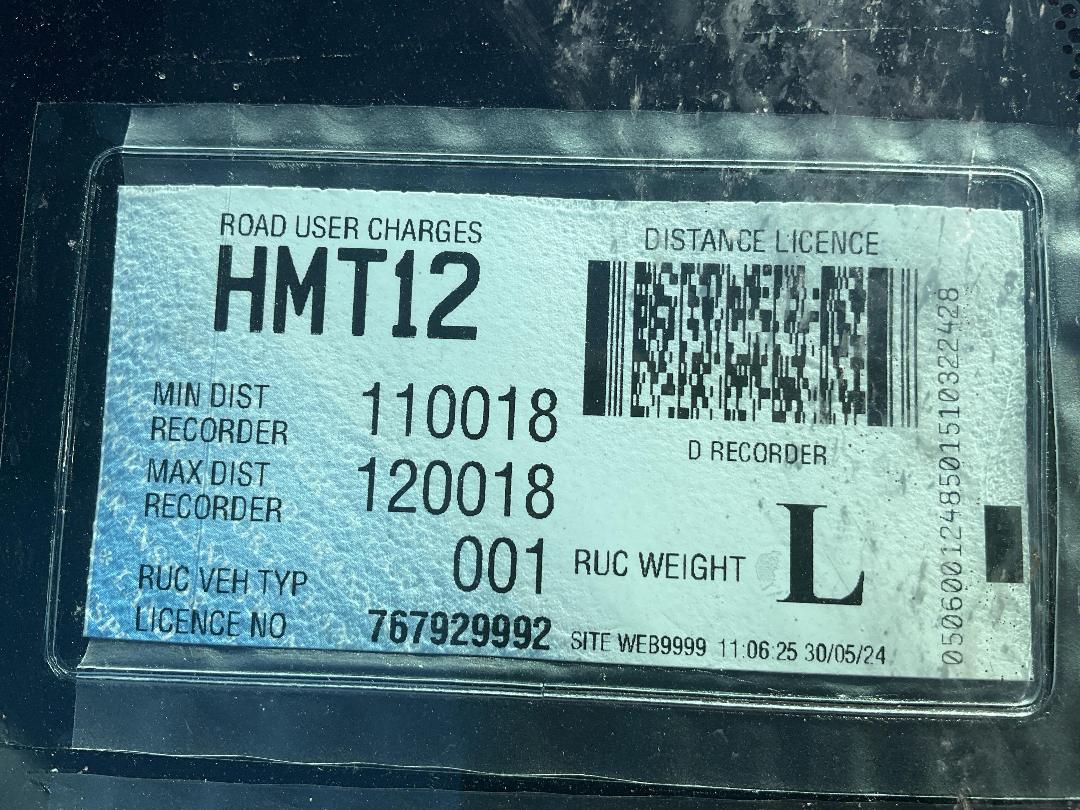 ROAD USER CHARGES
HMT12
MIN DIST
RECORDER
110018
MAX DIST
RECORDER
120018
RUC VEH TYP
001
LICENCE NO
767929992
DISTANCE LICENCE
D RECORDER
RUC WEIGHT
L
SITE WEB9999 11:06:25 30/05/24
05060012485015103222428